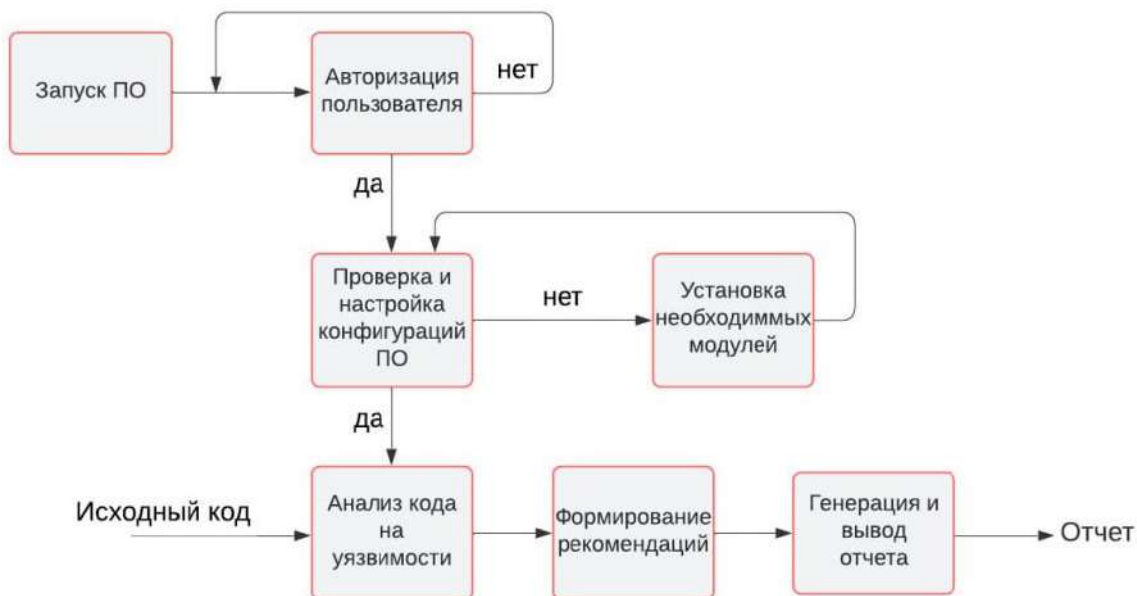 Запуск ПО
Авторизация
пользователя
нет
да
Проверка и
настройка
конфигураций
ПО
нет
Установка
необходиммых
модулей
да
Исходный код
Анализ кода
на
уязвимости
Формирование
рекомендаций
Генерация и
вывод
отчета
Отчет